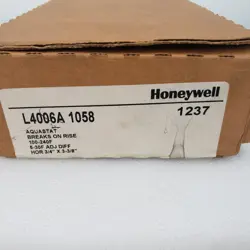 Honeywell
L4006A 1058
1237
AQUASTAT
BREAKS ON RISE
100-240F
5-30F ADJ DIFF
HOR 3/4" X 3-3/8"